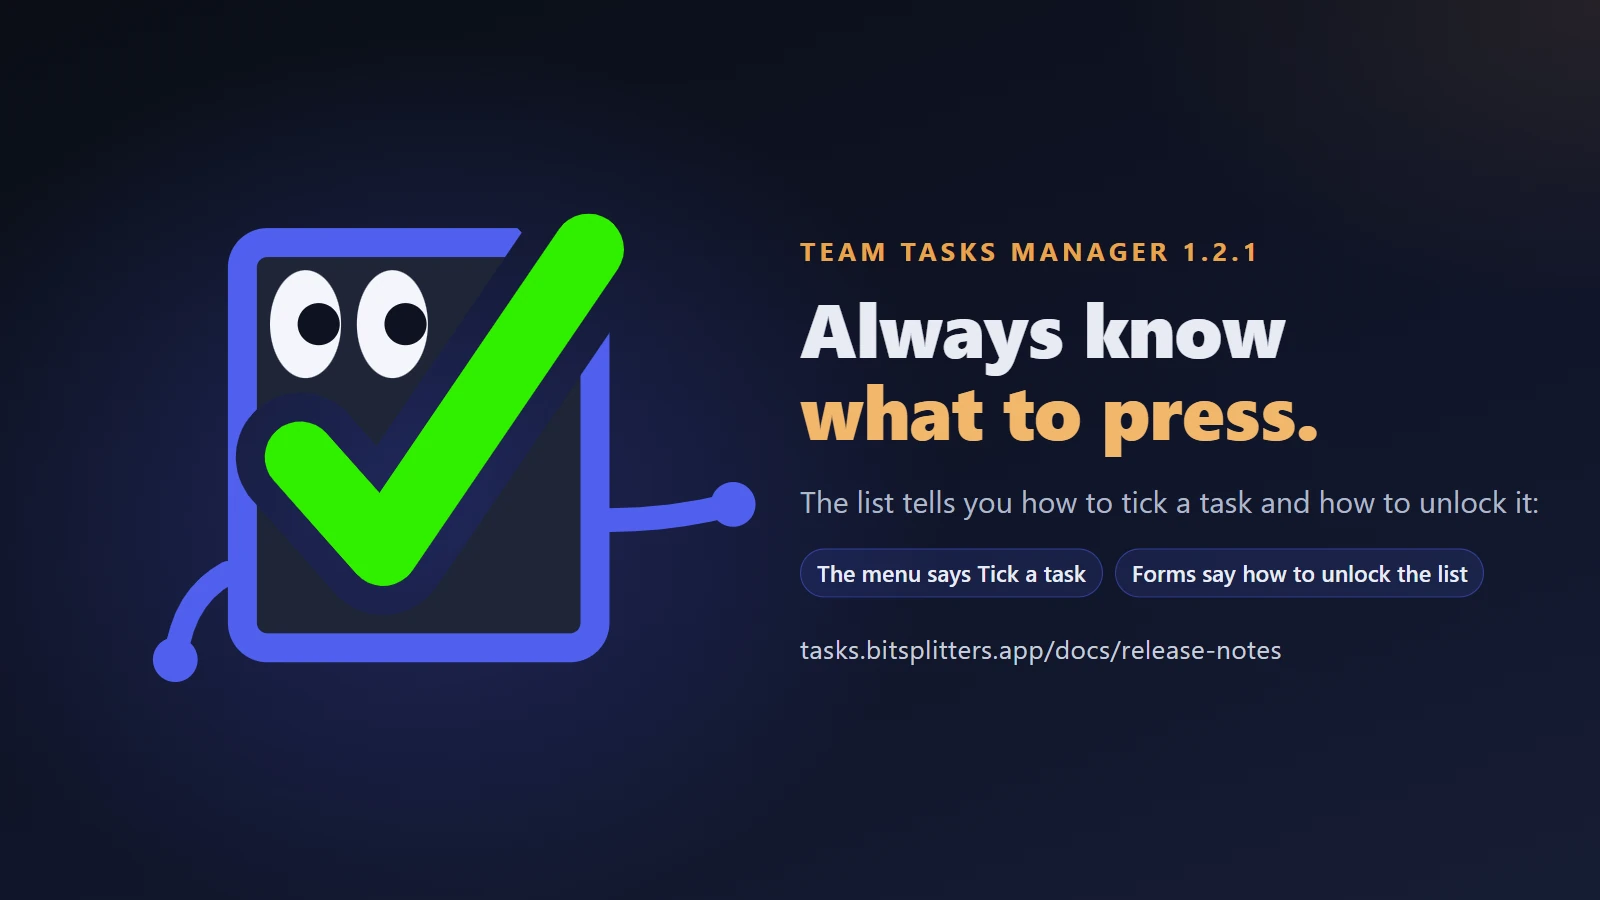 TEAM TASKS MANAGER 1.2.1
Always know
what to press.
The list tells you how to tick a task and how to unlock it:
The menu says Tick a task
Forms say how to unlock the list
tasks.bitsplitters.app/docs/release-notes